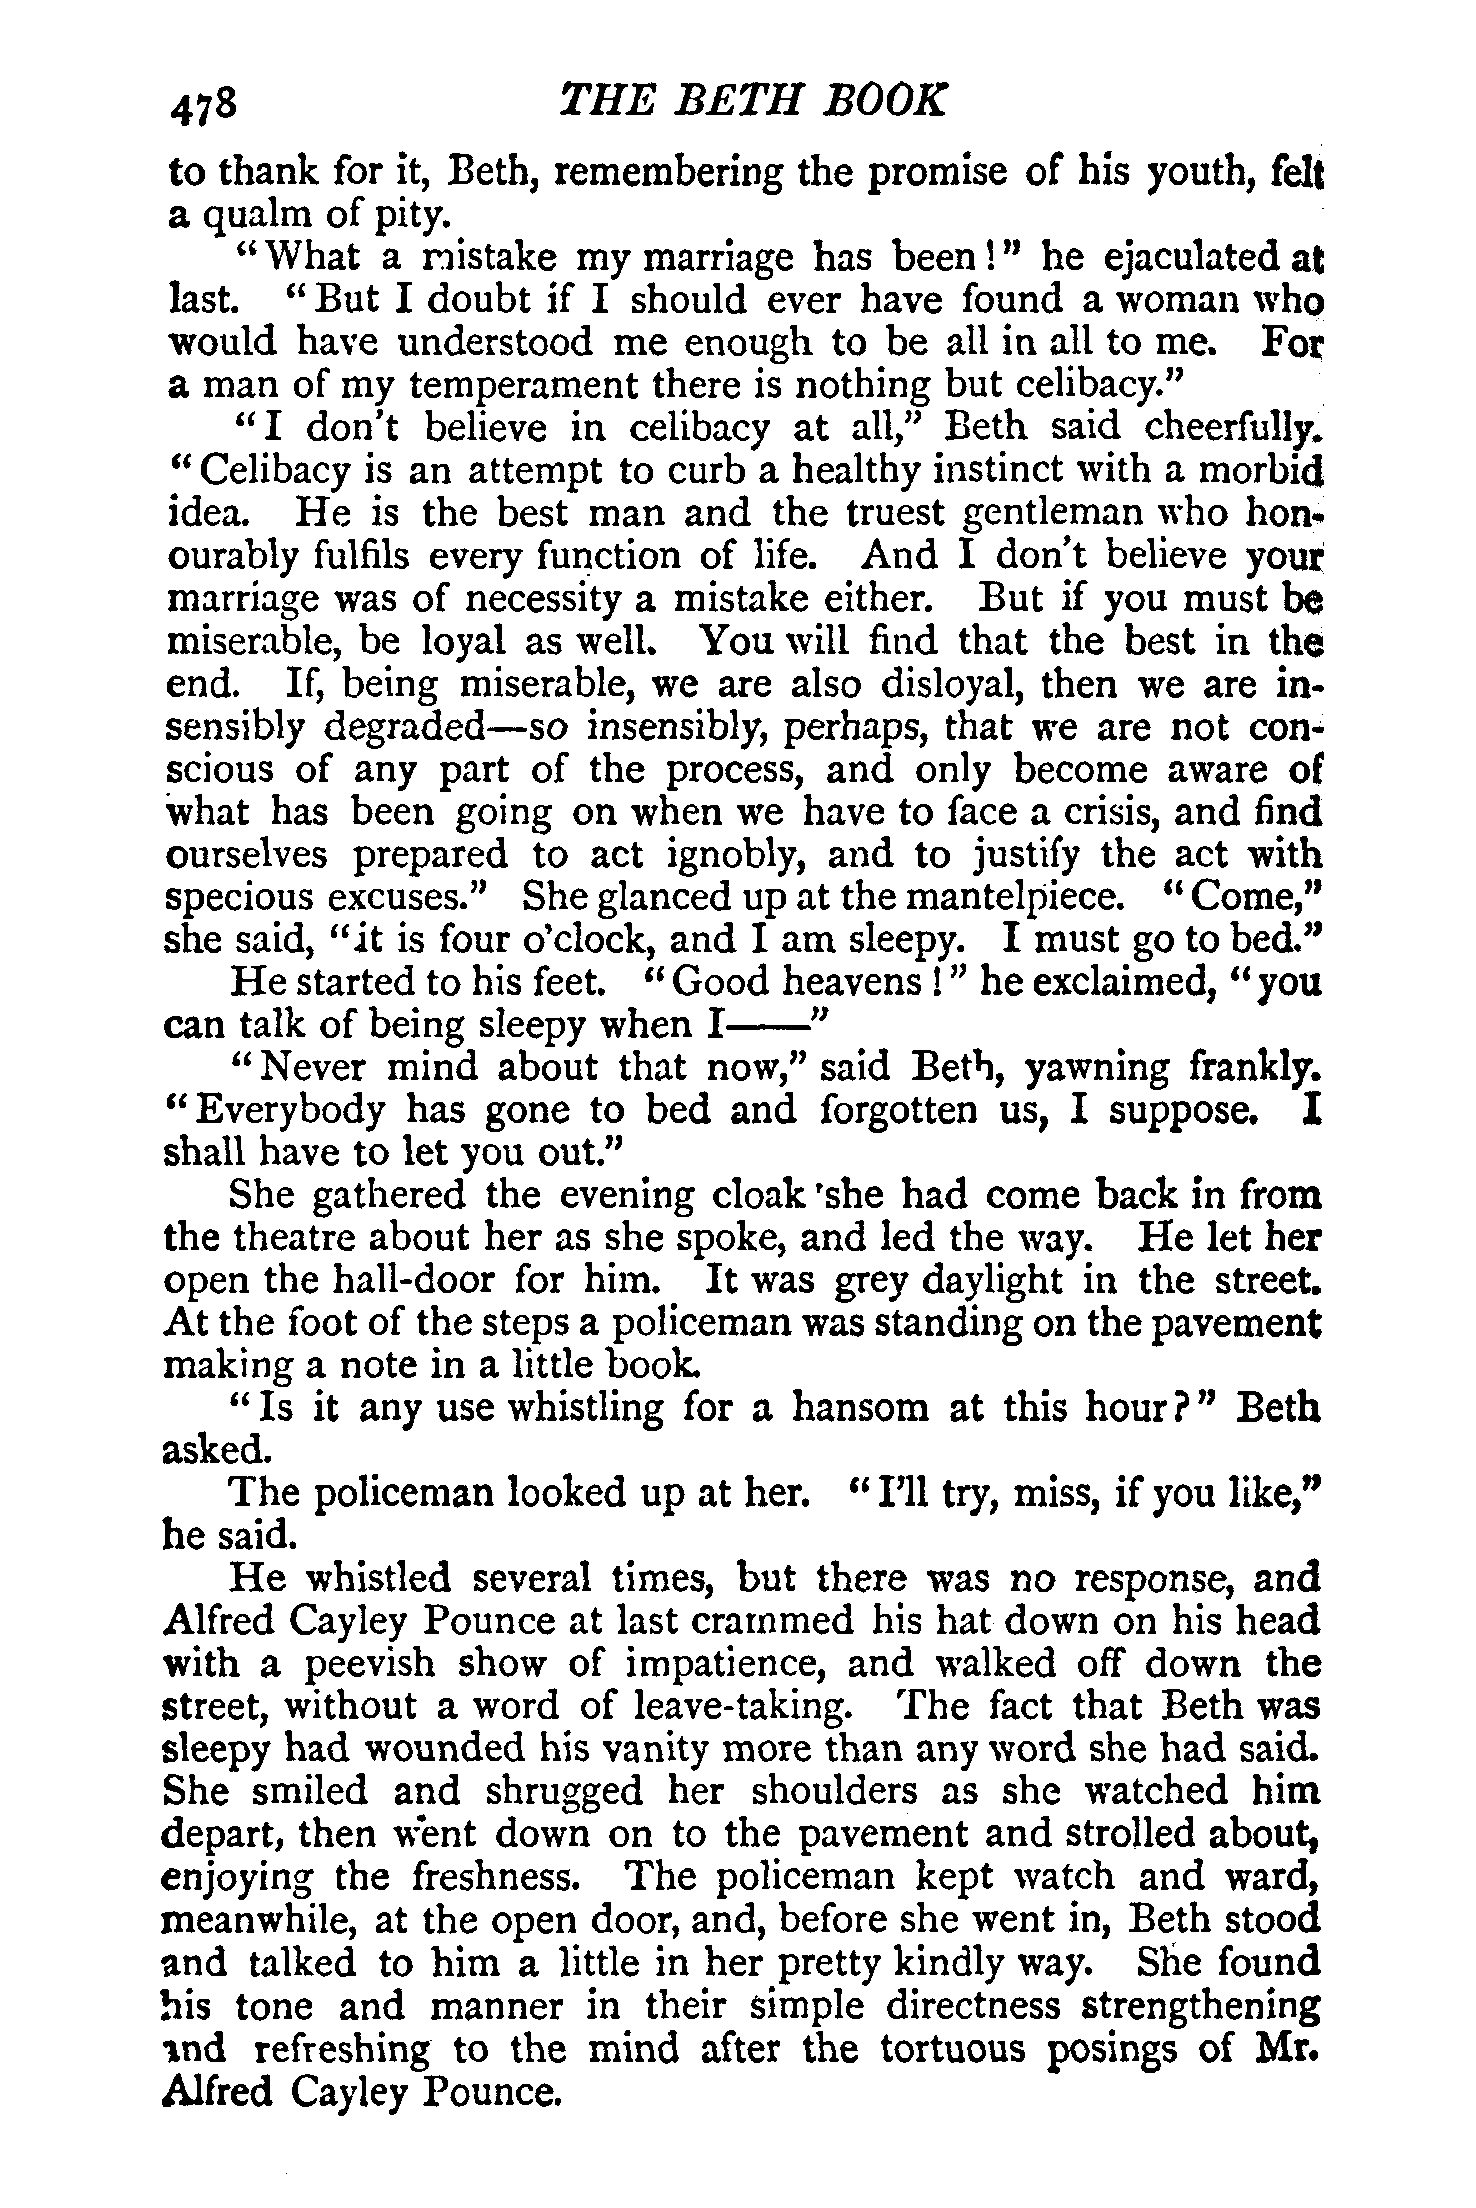 478 THE BETH BOOK
to thank for it, Beth, remembering the promise of his youth, felt
a qualm of pity.
"What a mistake my marriage has been!" he ejaculated at
last. "But I doubt if I should ever have found a woman who
would have understood me enough to be all in all to me. For
a man of my temperament there is nothing but celibacy."
"I don't believe in celibacy at all," Beth said cheerfully.
"Celibacy is an attempt to curb a healthy instinct with a morbid
idea. He is the best man and the truest gentleman who hon-
ourably fulfils every function of life. And I don't believe your
marriage was of necessity a mistake either. But if you must be
miserable, be loyal as well. You will find that the best in the
end. If, being miserable, we are also disloyal, then we are in-
sensibly degraded—so insensibly, perhaps, that we are not con-
scious of any part of the process, and only become aware of
what has been going on when we have to face a crisis, and find
ourselves prepared to act ignobly, and to justify the act with
specious excuses." She glanced up at the mantelpiece. "Come,"
she said, "it is four o'clock, and I am sleepy. I must go to bed."
He started to his feet. "Good heavens!" he exclaimed, "you
can talk of being sleepy when I——"
"Never mind about that now," said Beth, yawning frankly.
"Everybody has gone to bed and forgotten us, I suppose. I
shall have to let you out."
She gathered the evening cloak she had come back in from
the theatre about her as she spoke, and led the way. He let her
open the hall-door for him. It was grey daylight in the street.
At the foot of the steps a policeman was standing on the pavement
making a note in a little book.
"Is it any use whistling for a hansom at this hour?" Beth
asked.
The policeman looked up at her. "I'll try, miss, if you like,"
he said.
He whistled several times, but there was no response, and
Alfred Cayley Pounce at last crammed his hat down on his head
with a peevish show of impatience, and walked off down the
street, without a word of leave-taking. The fact that Beth was
sleepy had wounded his vanity more than any word she had said.
She smiled and shrugged her shoulders as she watched him
depart, then went down on to the pavement and strolled about,
enjoying the freshness. The policeman kept watch and ward,
meanwhile, at the open door, and, before she went in, Beth stood
and talked to him a little in her pretty kindly way. She found
his tone and manner in their simple directness strengthening
and refreshing to the mind after the tortuous posings of Mr.
Alfred Cayley Pounce.